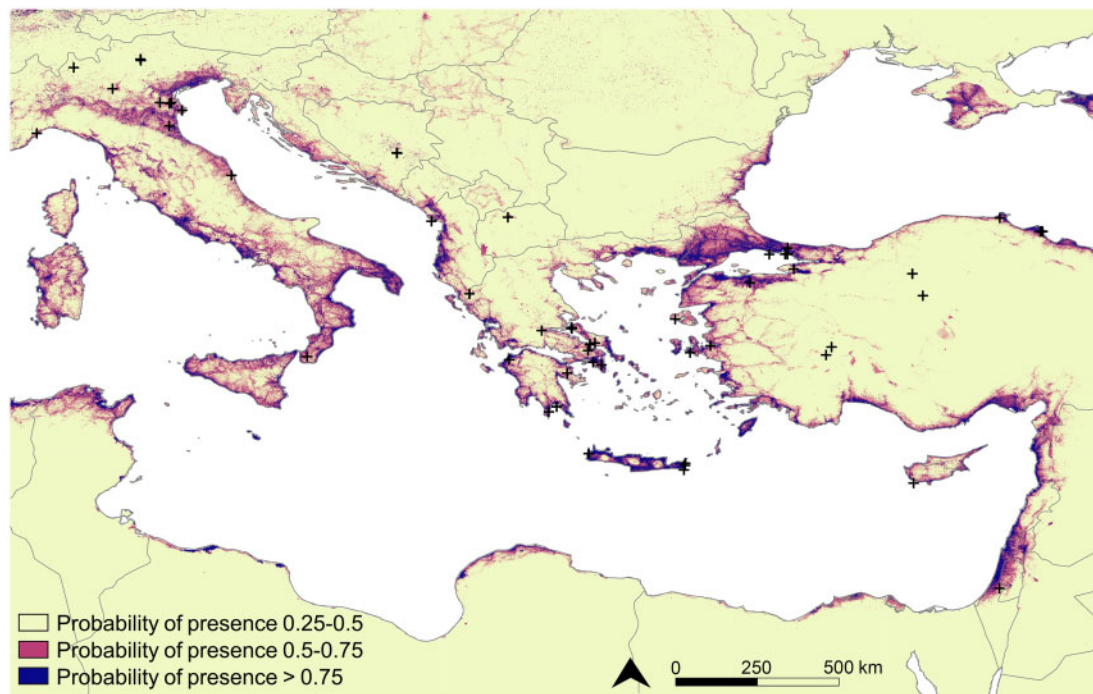 Probability of presence 0.25-0.5
Probability of presence 0.5-0.75
Probability of presence > 0.75
0 250 500 km